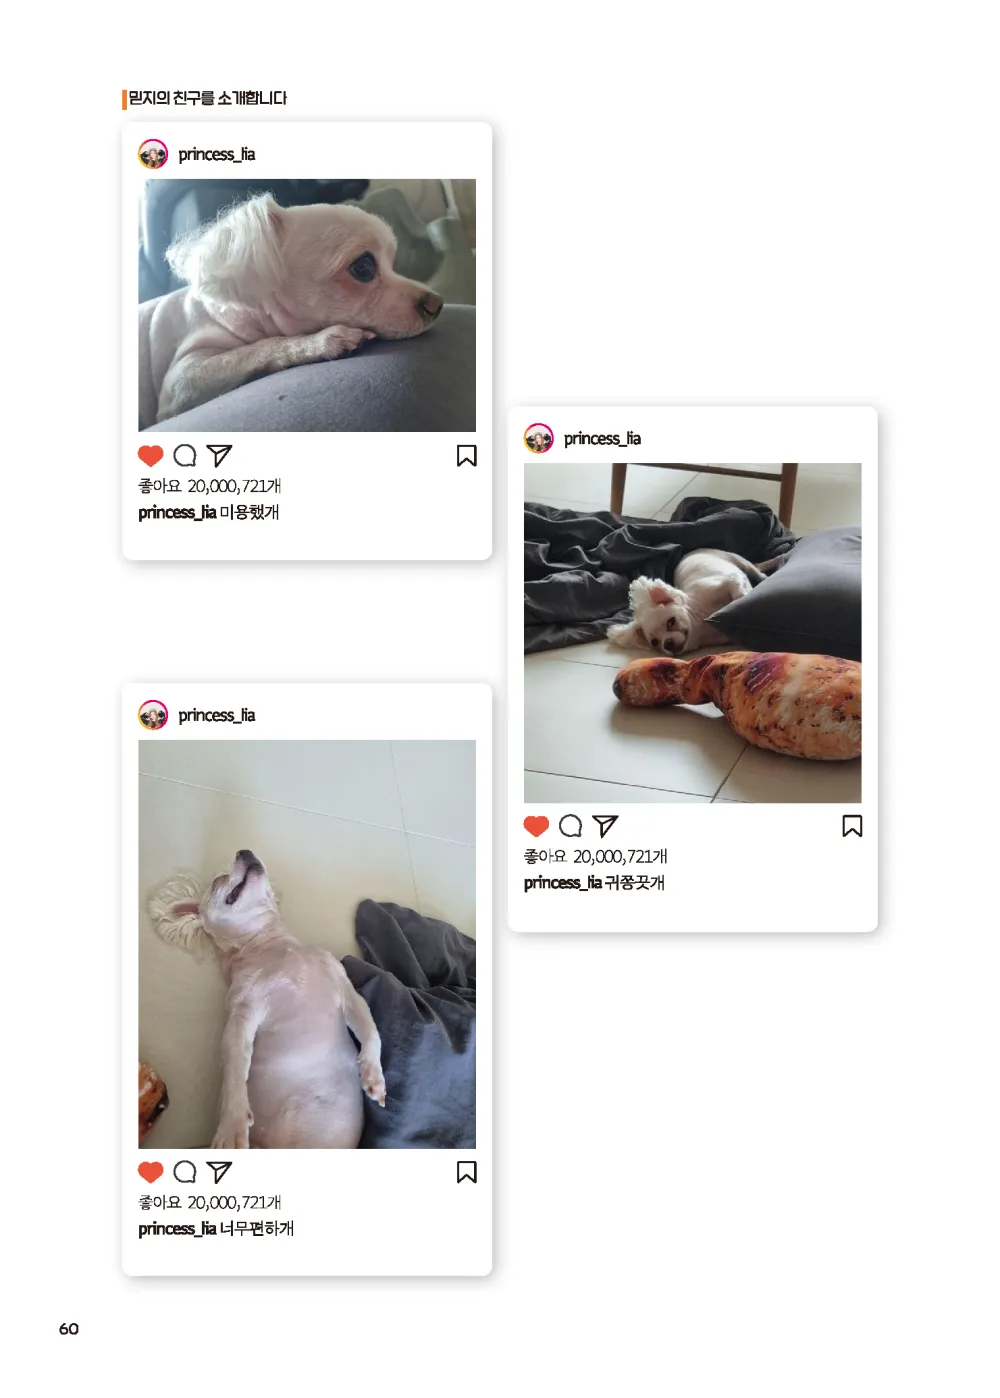 믿지의 친구를 소개합니다
princess_lia
좋아요 20,000,721개
princess_lia 미용했개
princess_lia
좋아요 20,000,721개
princess_lia 귀쫑끗개
princess_lia
좋아요 20,000,721개
princess_lia 너무편하개
60